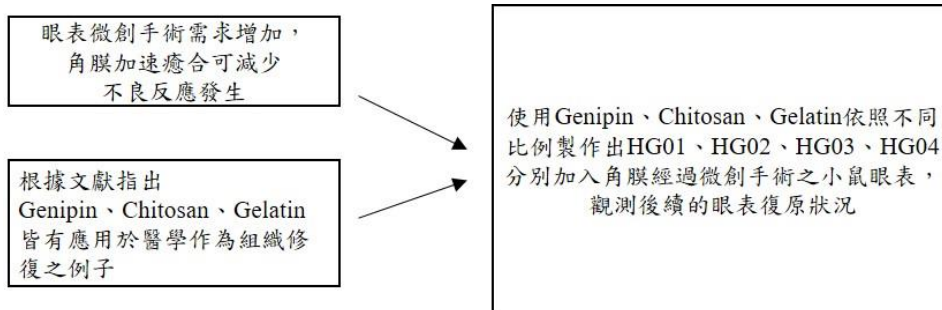 眼表微創手術需求增加，
角膜加速癒合可減少
不良反應發生
根據文獻指出
Genipin、Chitosan、Gelatin
皆有應用於醫學作為組織修
復之例子
使用Genipin、Chitosan、Gelatin依照不同
比例製作出HG01、HG02、HG03、HG04
分別加入角膜經過微創手術之小鼠眼表，
觀測後續的眼表復原狀況